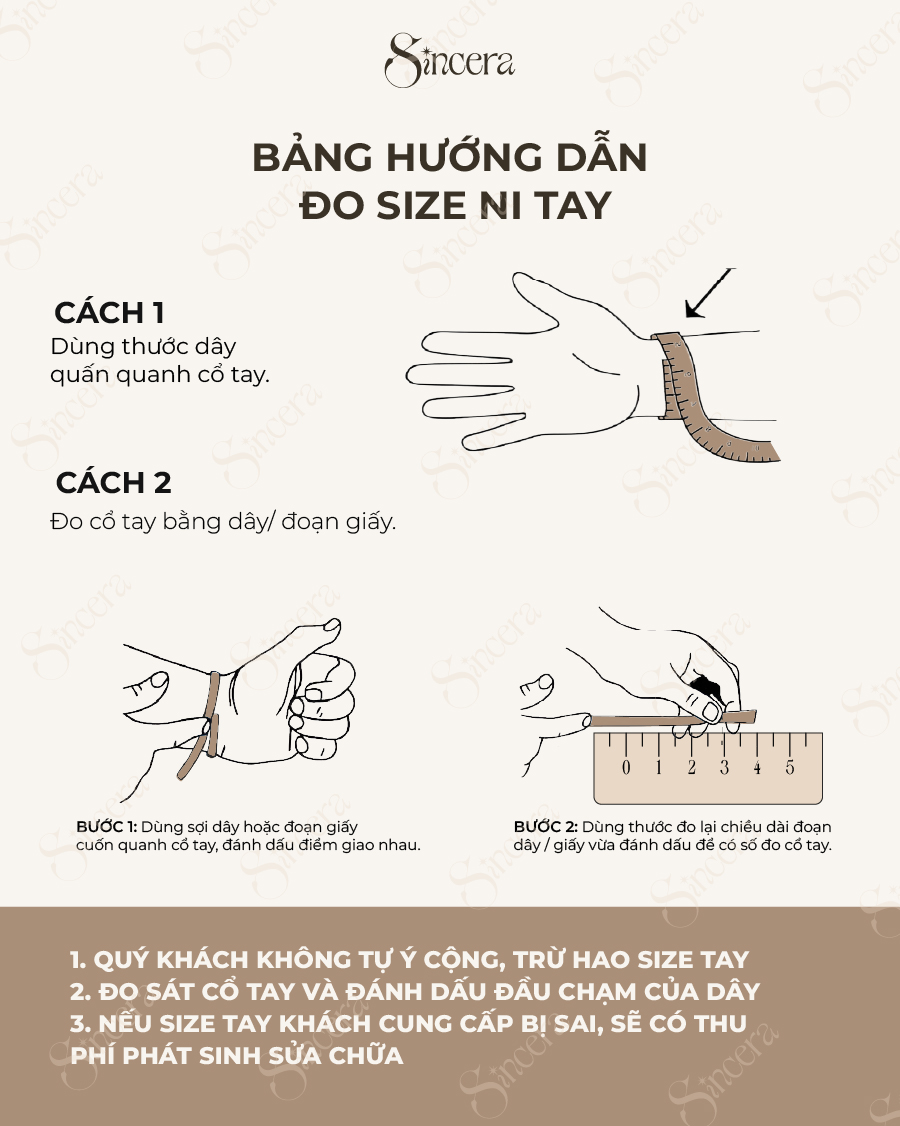 Sincera
BẢNG HƯỚNG DẪN
ĐO SIZE NI TAY
CÁCH 1
Dùng thước dây
quấn quanh cổ tay.
CÁCH 2
Đo cổ tay bằng dây/ đoạn giấy.
0 1 2 3 4 5
BƯỚC 1: Dùng sợi dây hoặc đoạn giấy
cuốn quanh cổ tay, đánh dấu điểm giao nhau.
BƯỚC 2: Dùng thước đo lại chiều dài đoạn
dây / giấy vừa đánh dấu để có số đo cổ tay.
1. QUÝ KHÁCH KHÔNG TỰ Ý CỘNG, TRỪ HAO SIZE TAY
2. ĐO SÁT CỔ TAY VÀ ĐÁNH DẤU ĐẦU CHẠM CỦA DÂY
3. NẾU SIZE TAY KHÁCH CUNG CẤP BỊ SAI, SẼ CÓ THU
PHÍ PHÁT SINH SỬA CHỮA